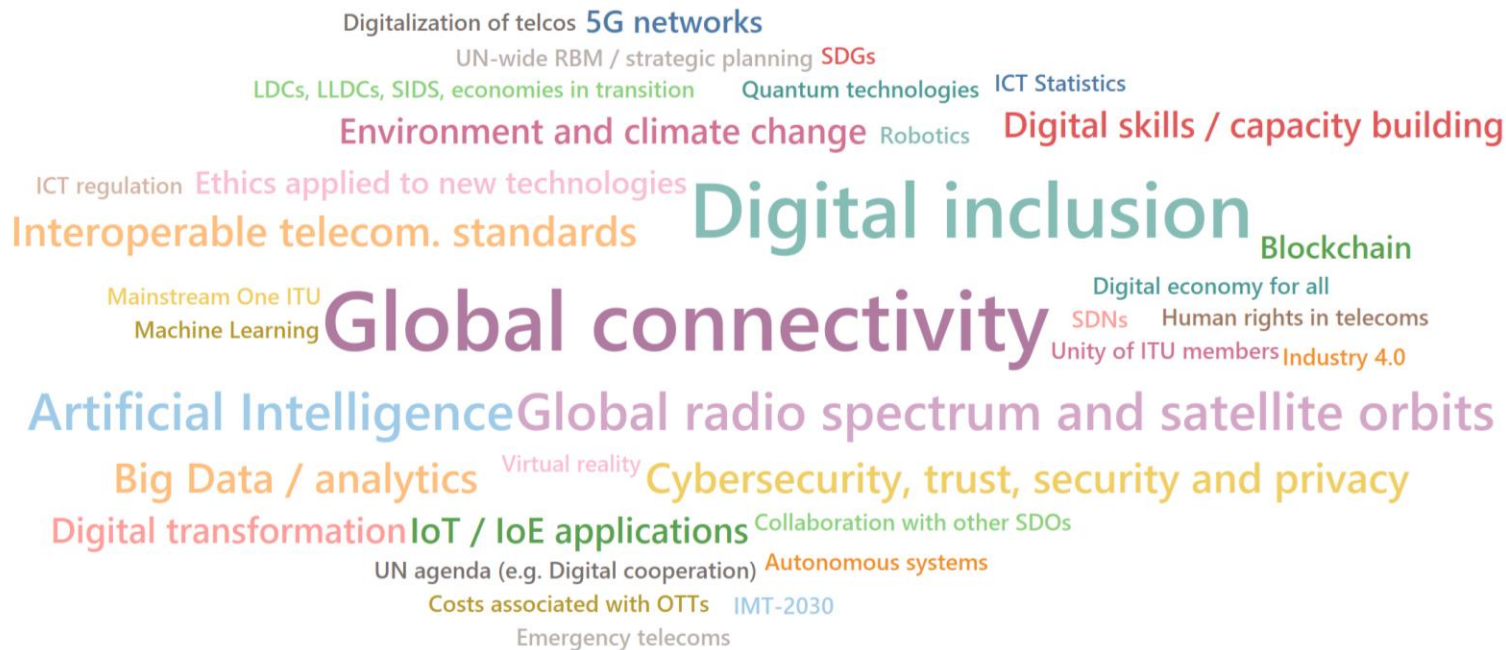 Digitalization of telcos 5G networks
UN-wide RBM / strategic planning SDGs
LDCs, LLDCs, SIDS, economies in transition Quantum technologies ICT Statistics
Environment and climate change Robotics Digital skills / capacity building
ICT regulation Ethics applied to new technologies
Interoperable telecom. standards Digital inclusion Blockchain
Mainstream One ITU Digital economy for all
Machine Learning Global connectivity SDNs Human rights in telecoms
Unity of ITU members Industry 4.0
Artificial Intelligence Global radio spectrum and satellite orbits
Big Data / analytics Virtual reality Cybersecurity, trust, security and privacy
Digital transformation IoT / IoE applications Collaboration with other SDOs
UN agenda (e.g. Digital cooperation) Autonomous systems
Costs associated with OTTs IMT-2030
Emergency telecoms